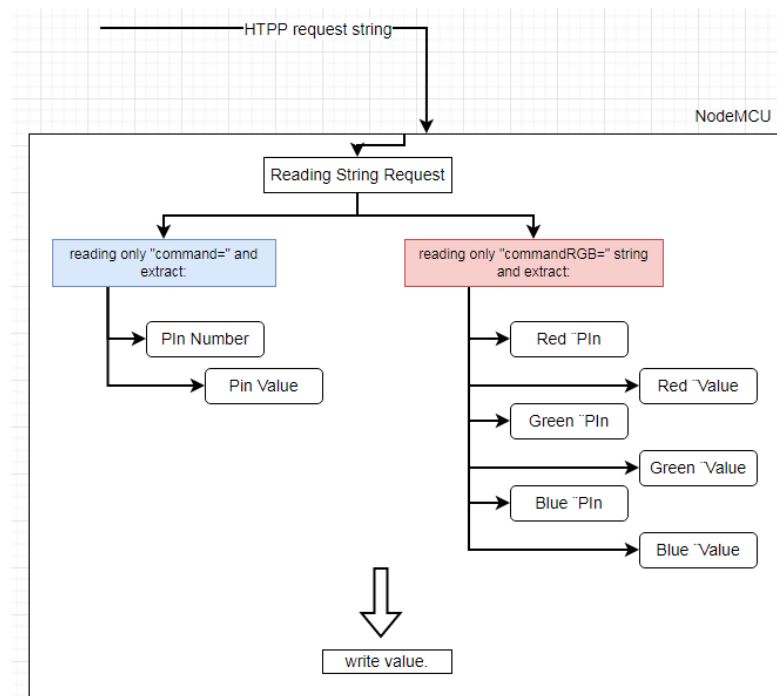 HTPP request string
NodeMCU
Reading String Request
reading only "command=" and
extract:
reading only "commandRGB=" string
and extract:
PIn Number
Pin Value
Red ¨PIn
Red ¨Value
Green ¨PIn
Green ¨Value
Blue ¨PIn
Blue ¨Value
write value.